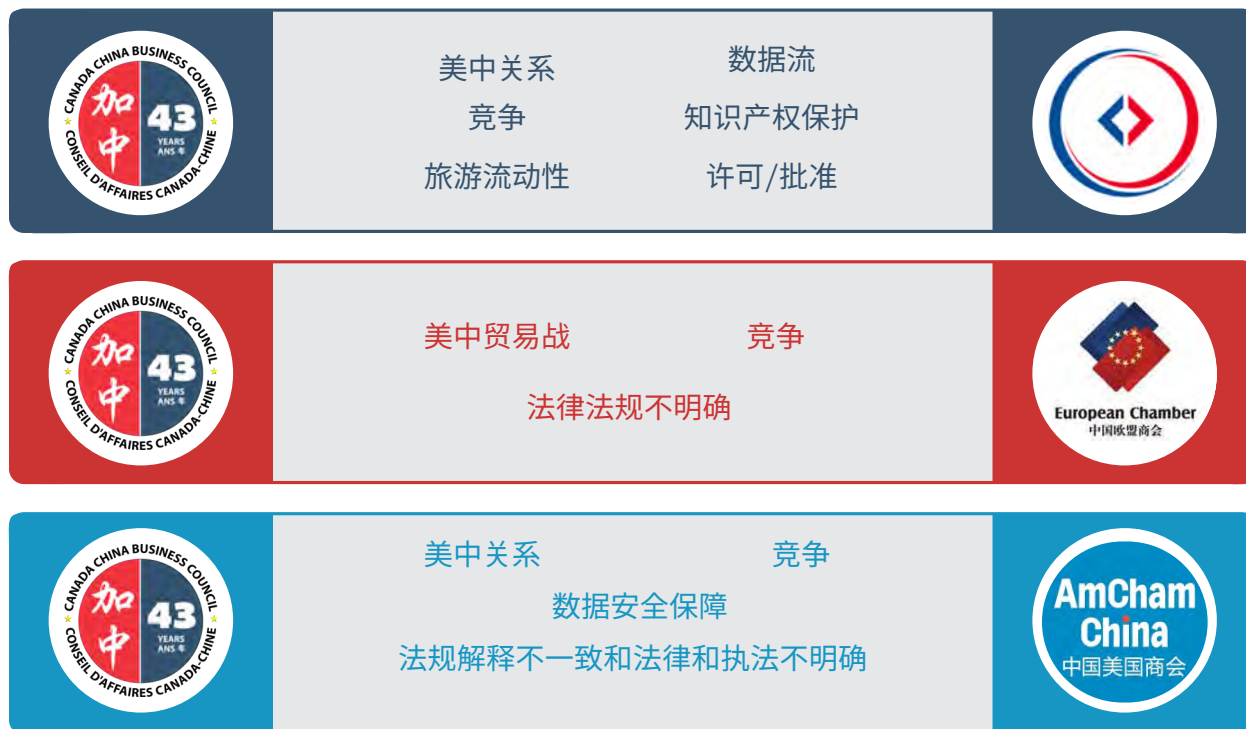 CANADA CHINA BUSINESS COUNCIL
加中
43
YEARS
ANS 年
CONSEIL D'AFFAIRES CANADA-CHINE
美中关系
数据流
竞争
知识产权保护
旅游流动性
许可/批准
CANADA CHINA BUSINESS COUNCIL
加中
43
YEARS
ANS 年
CONSEIL D'AFFAIRES CANADA-CHINE
美中贸易战
竞争
法律法规不明确
European Chamber
中国欧盟商会
CANADA CHINA BUSINESS COUNCIL
加中
43
YEARS
ANS 年
CONSEIL D'AFFAIRES CANADA-CHINE
美中关系
竞争
数据安全保障
法规解释不一致和法律和执法不明确
AmCham
China
中国美国商会